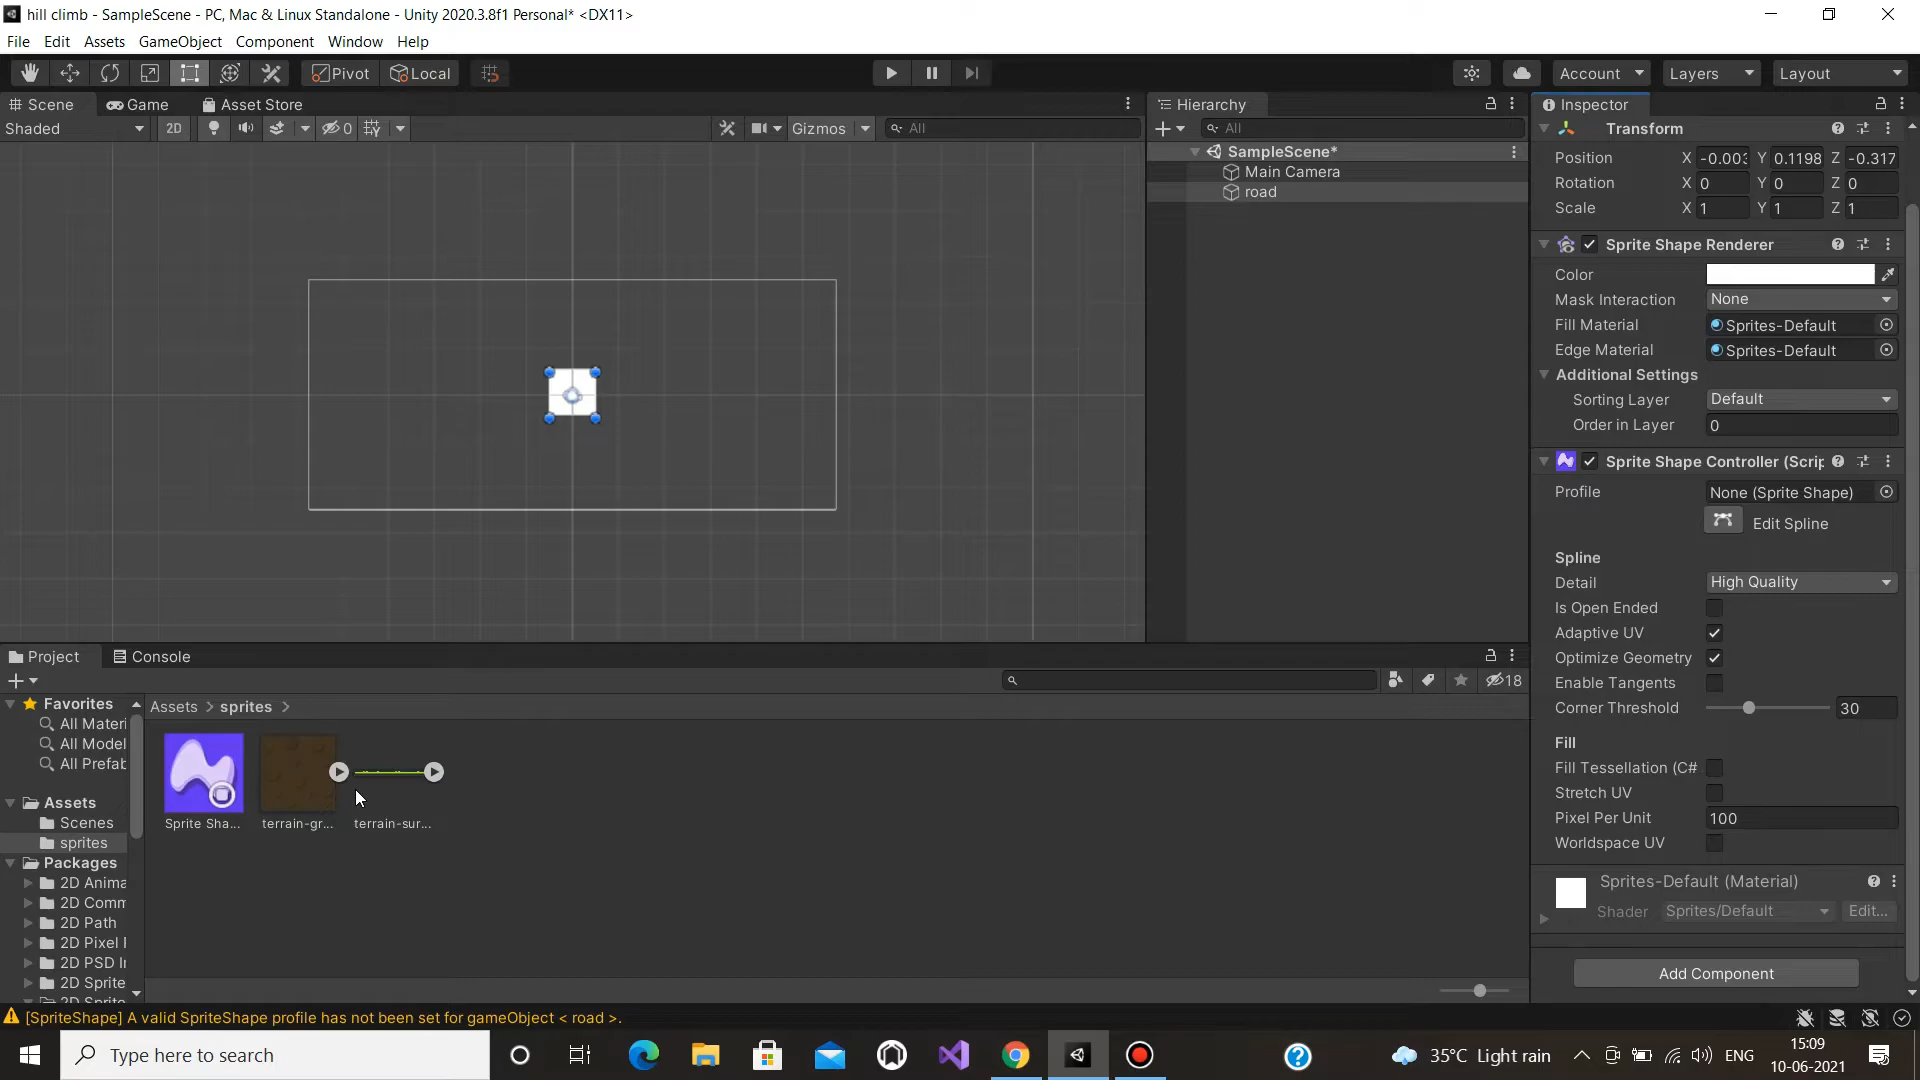 hill climb - SampleScene - PC, Mac & Linux Standalone - Unity 2020.3.8f1 Personal* <DX11>
File Edit Assets GameObject Component Window Help
Pivot Local Account Layers Layout
Scene Game Asset Store
Shaded 2D 0 Gizmos All
Hierarchy
All
SampleScene*
Main Camera
road
Inspector
Transform
Position X -0.003 Y 0.1198 Z -0.317
Rotation X 0 Y 0 Z 0
Scale X 1 Y 1 Z 1
Sprite Shape Renderer
Color
Mask Interaction None
Fill Material Sprites-Default
Edge Material Sprites-Default
Additional Settings
Sorting Layer Default
Order in Layer 0
Sprite Shape Controller (Scrip
Profile None (Sprite Shape)
Edit Spline
Spline
Detail High Quality
Is Open Ended
Adaptive UV
Optimize Geometry
Enable Tangents
Corner Threshold 30
Fill
Fill Tessellation (C#
Stretch UV
Pixel Per Unit 100
Worldspace UV
Sprites-Default (Material)
Shader Sprites/Default Edit...
Add Component
Project Console
18
Favorites
All Materi
All Model
All Prefab
Assets
Scenes
sprites
Packages
2D Anima
2D Comm
2D Path
2D Pixel
2D PSD I
2D Sprite
2D Sprite
Assets > sprites >
Sprite Sha... terrain-gr... terrain-sur...
[SpriteShape] A valid SpriteShape profile has not been set for gameObject < road >.
Type here to search
35°C Light rain
ENG
15:09
10-06-2021